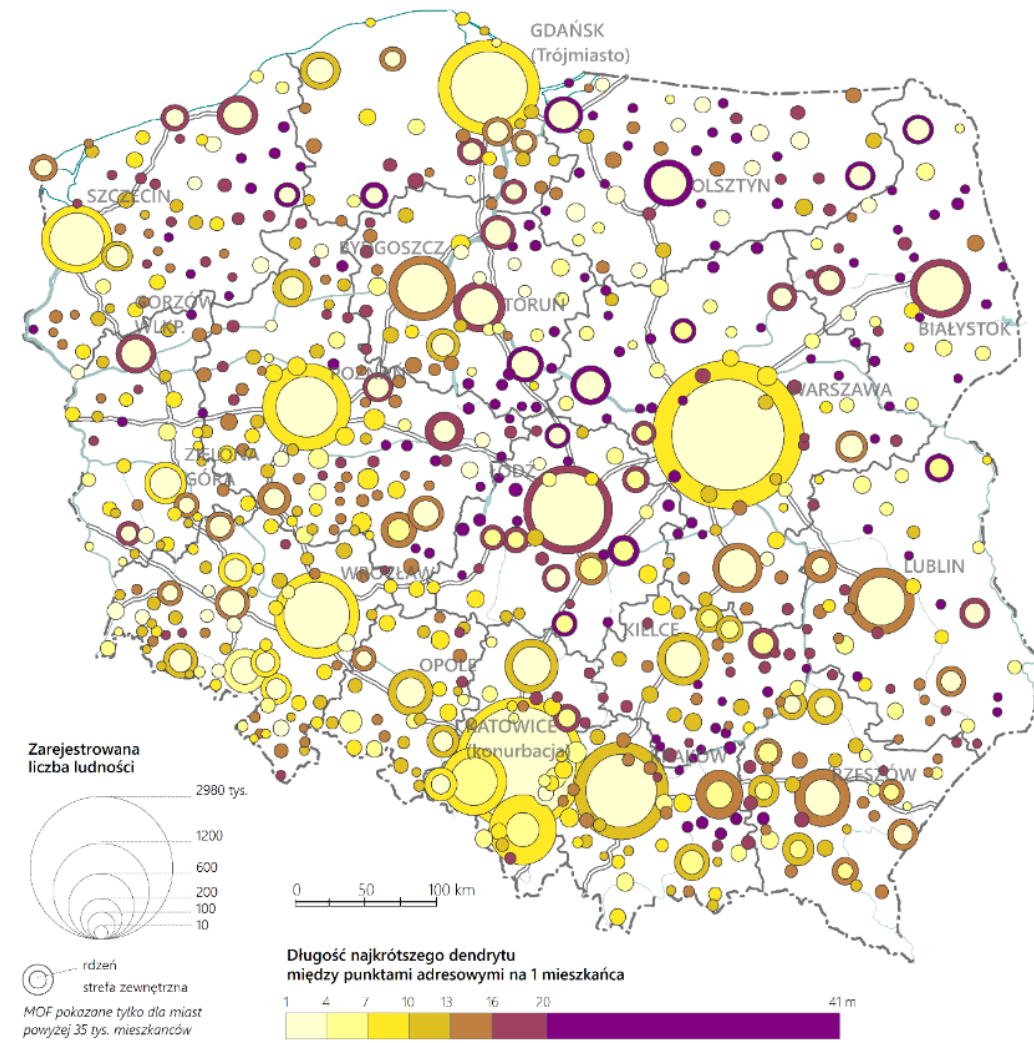 GDAŃSK
(Trójmiasto)
SZCZECIN
OLSZTYN
BYDGOSZCZ
GORZÓW
WLKP.
TORUŃ
BIAŁYSTOK
POZNAŃ
WARSZAWA
ZIELONA
GÓRA
ŁÓDŹ
WROCŁAW
LUBLIN
KIELCE
OPOLE
KATOWICE
(konurbacja)
KRAKÓW
RZESZÓW
Zarejestrowana
liczba ludności
2980 tys.
1200
600
200
100
10
0 50 100 km
rdzeń
strefa zewnętrzna
MOF pokazane tylko dla miast
powyżej 35 tys. mieszkańców
Długość najkrótszego dendrytu
między punktami adresowymi na 1 mieszkańca
1 4 7 10 13 16 20 41 m